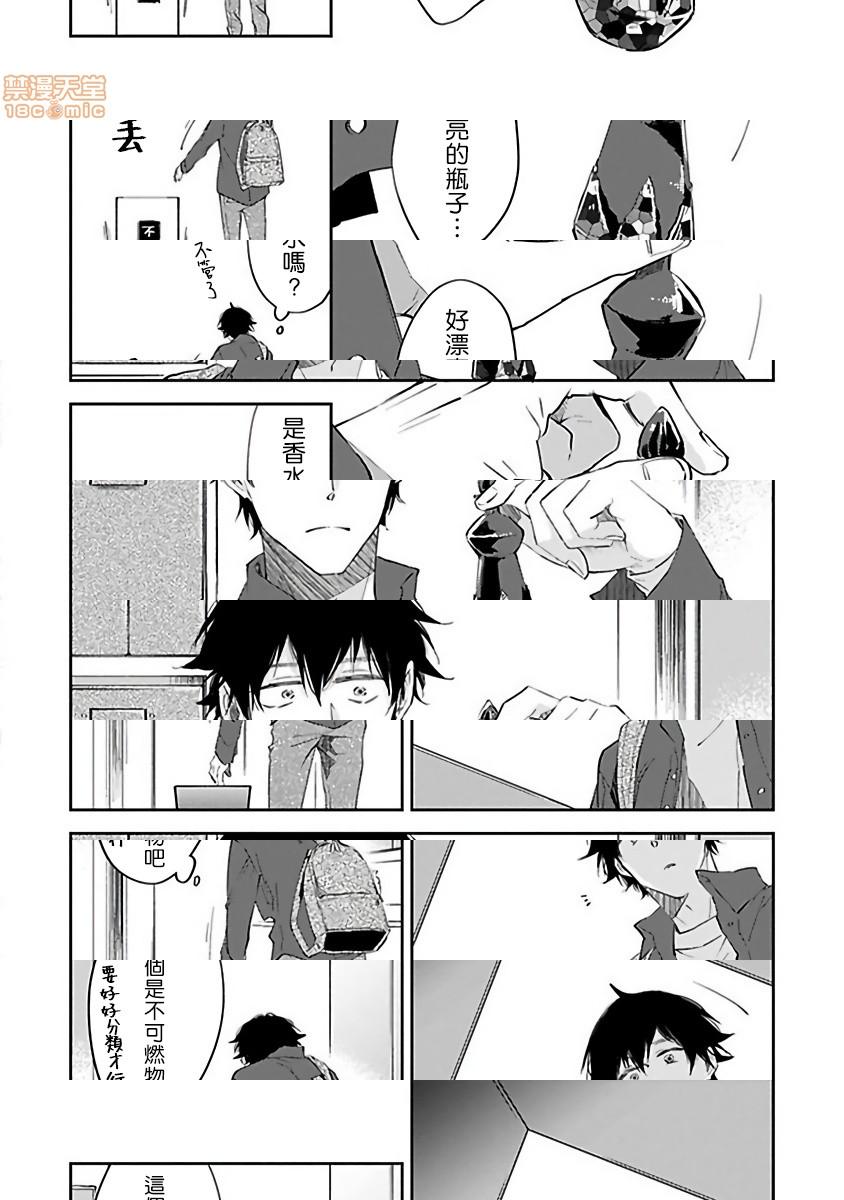 禁漫天堂
18comic
亮的瓶子…
丟
不
好漂
水嗎？
不管了
是香水
物吧
個是不可燃物
要好好分類才行
這